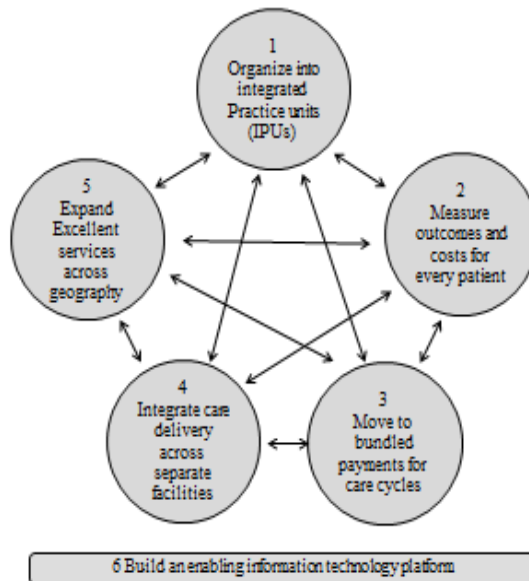 1
Organize into
integrated
Practice units
(IPUs)
2
Measure
outcomes and
costs for
every patient
3
Move to
bundled
payments for
care cycles
4
Integrate care
delivery
across
separate
facilities
5
Expand
Excellent
services
across
geography
6 Build an enabling information technology platform